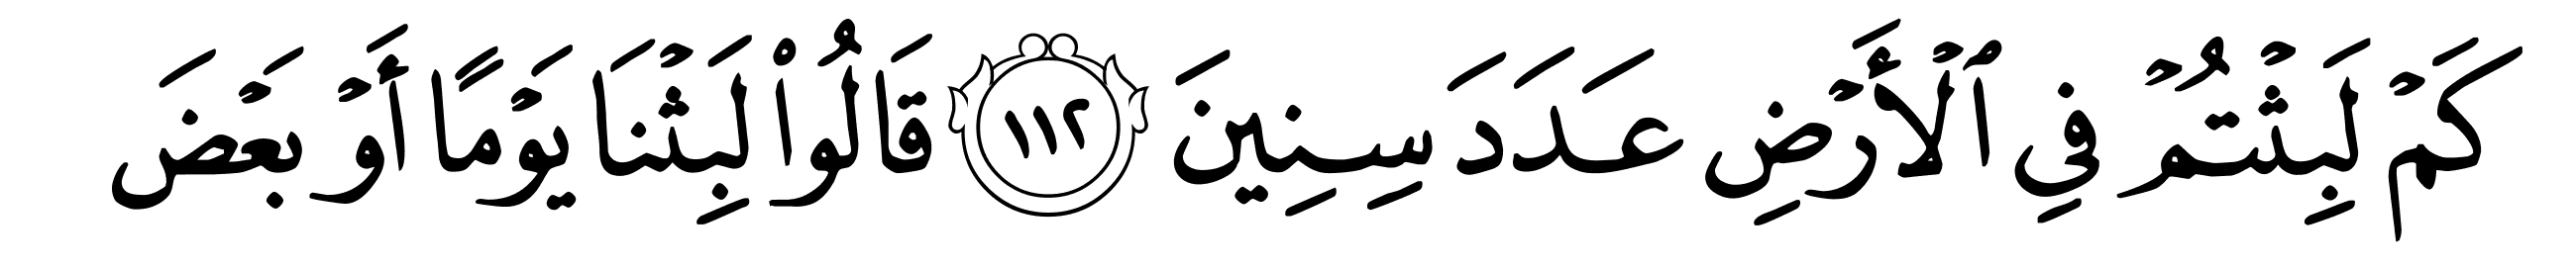 كَمْ لَبِثْتُمْ فِي ٱلْأَرْضِ عَدَدَ سِنِينَ ١١٢ قَالُوا۟ لَبِثْنَا يَوْمًا أَوْ بَعْضَ